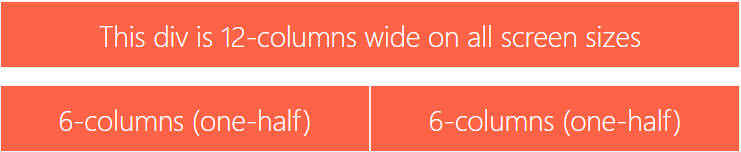 This div is 12-columns wide on all screen sizes
6-columns (one-half)
6-columns (one-half)